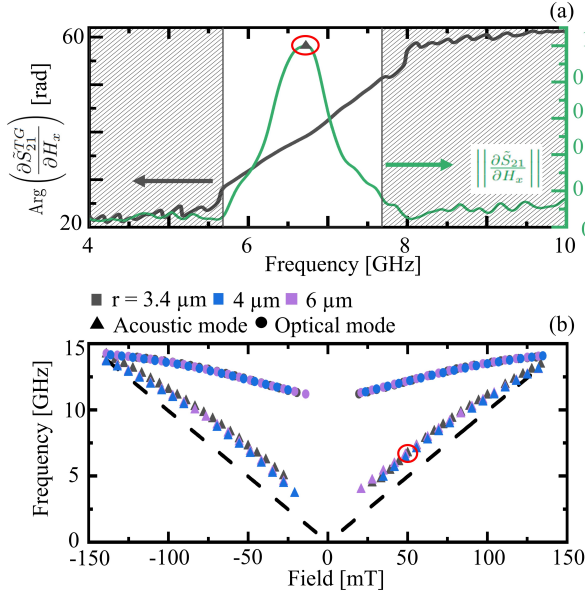 (a)
60
20
Arg(∂S̃₂₁ᵀᴳ/∂Hₓ) [rad]
||∂S̃₂₁/∂Hₓ||
4 6 8 10
Frequency [GHz]
r = 3.4 µm 4 µm 6 µm
Acoustic mode Optical mode
(b)
15
10
5
0
Frequency [GHz]
-150 -100 -50 0 50 100 150
Field [mT]